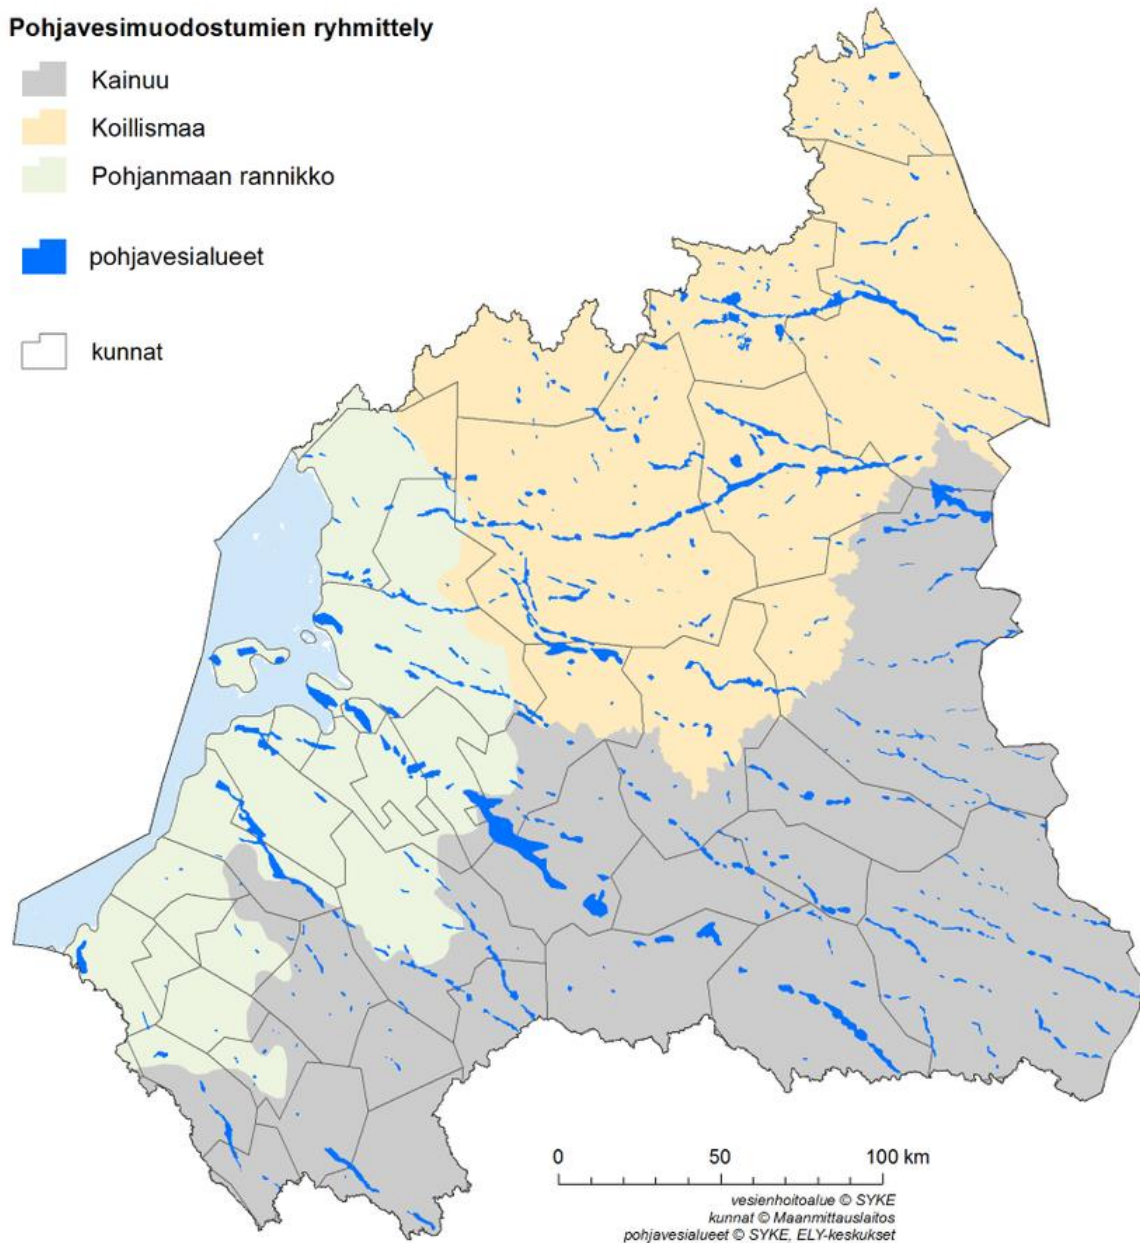 Pohjavesimuodostumien ryhmittely
Kainuu
Koillismaa
Pohjanmaan rannikko
pohjavesialueet
kunnat
0 50 100 km
vesienhoitoalue © SYKE
kunnat © Maanmittauslaitos
pohjavesialueet © SYKE, ELY-keskukset